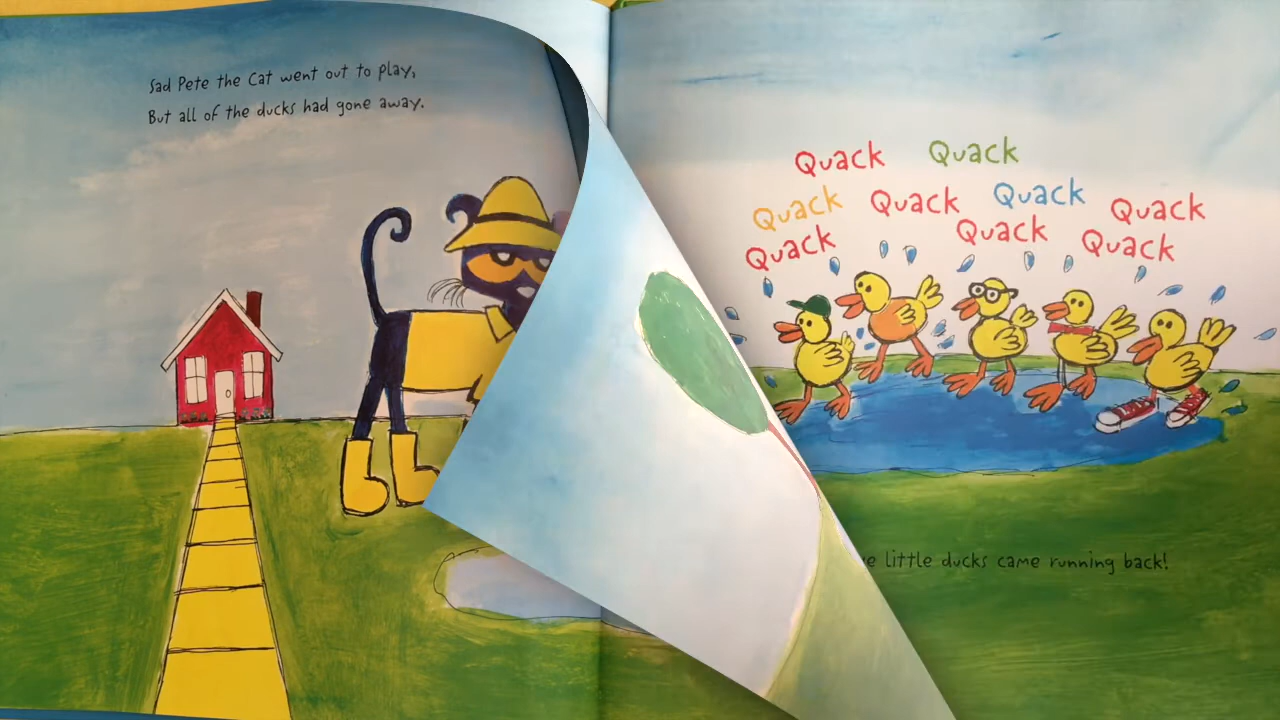 Sad Pete the Cat went out to play,
But all of the ducks had gone away.
Quack Quack
Quack Quack Quack Quack
Quack Quack Quack
little ducks came running back!